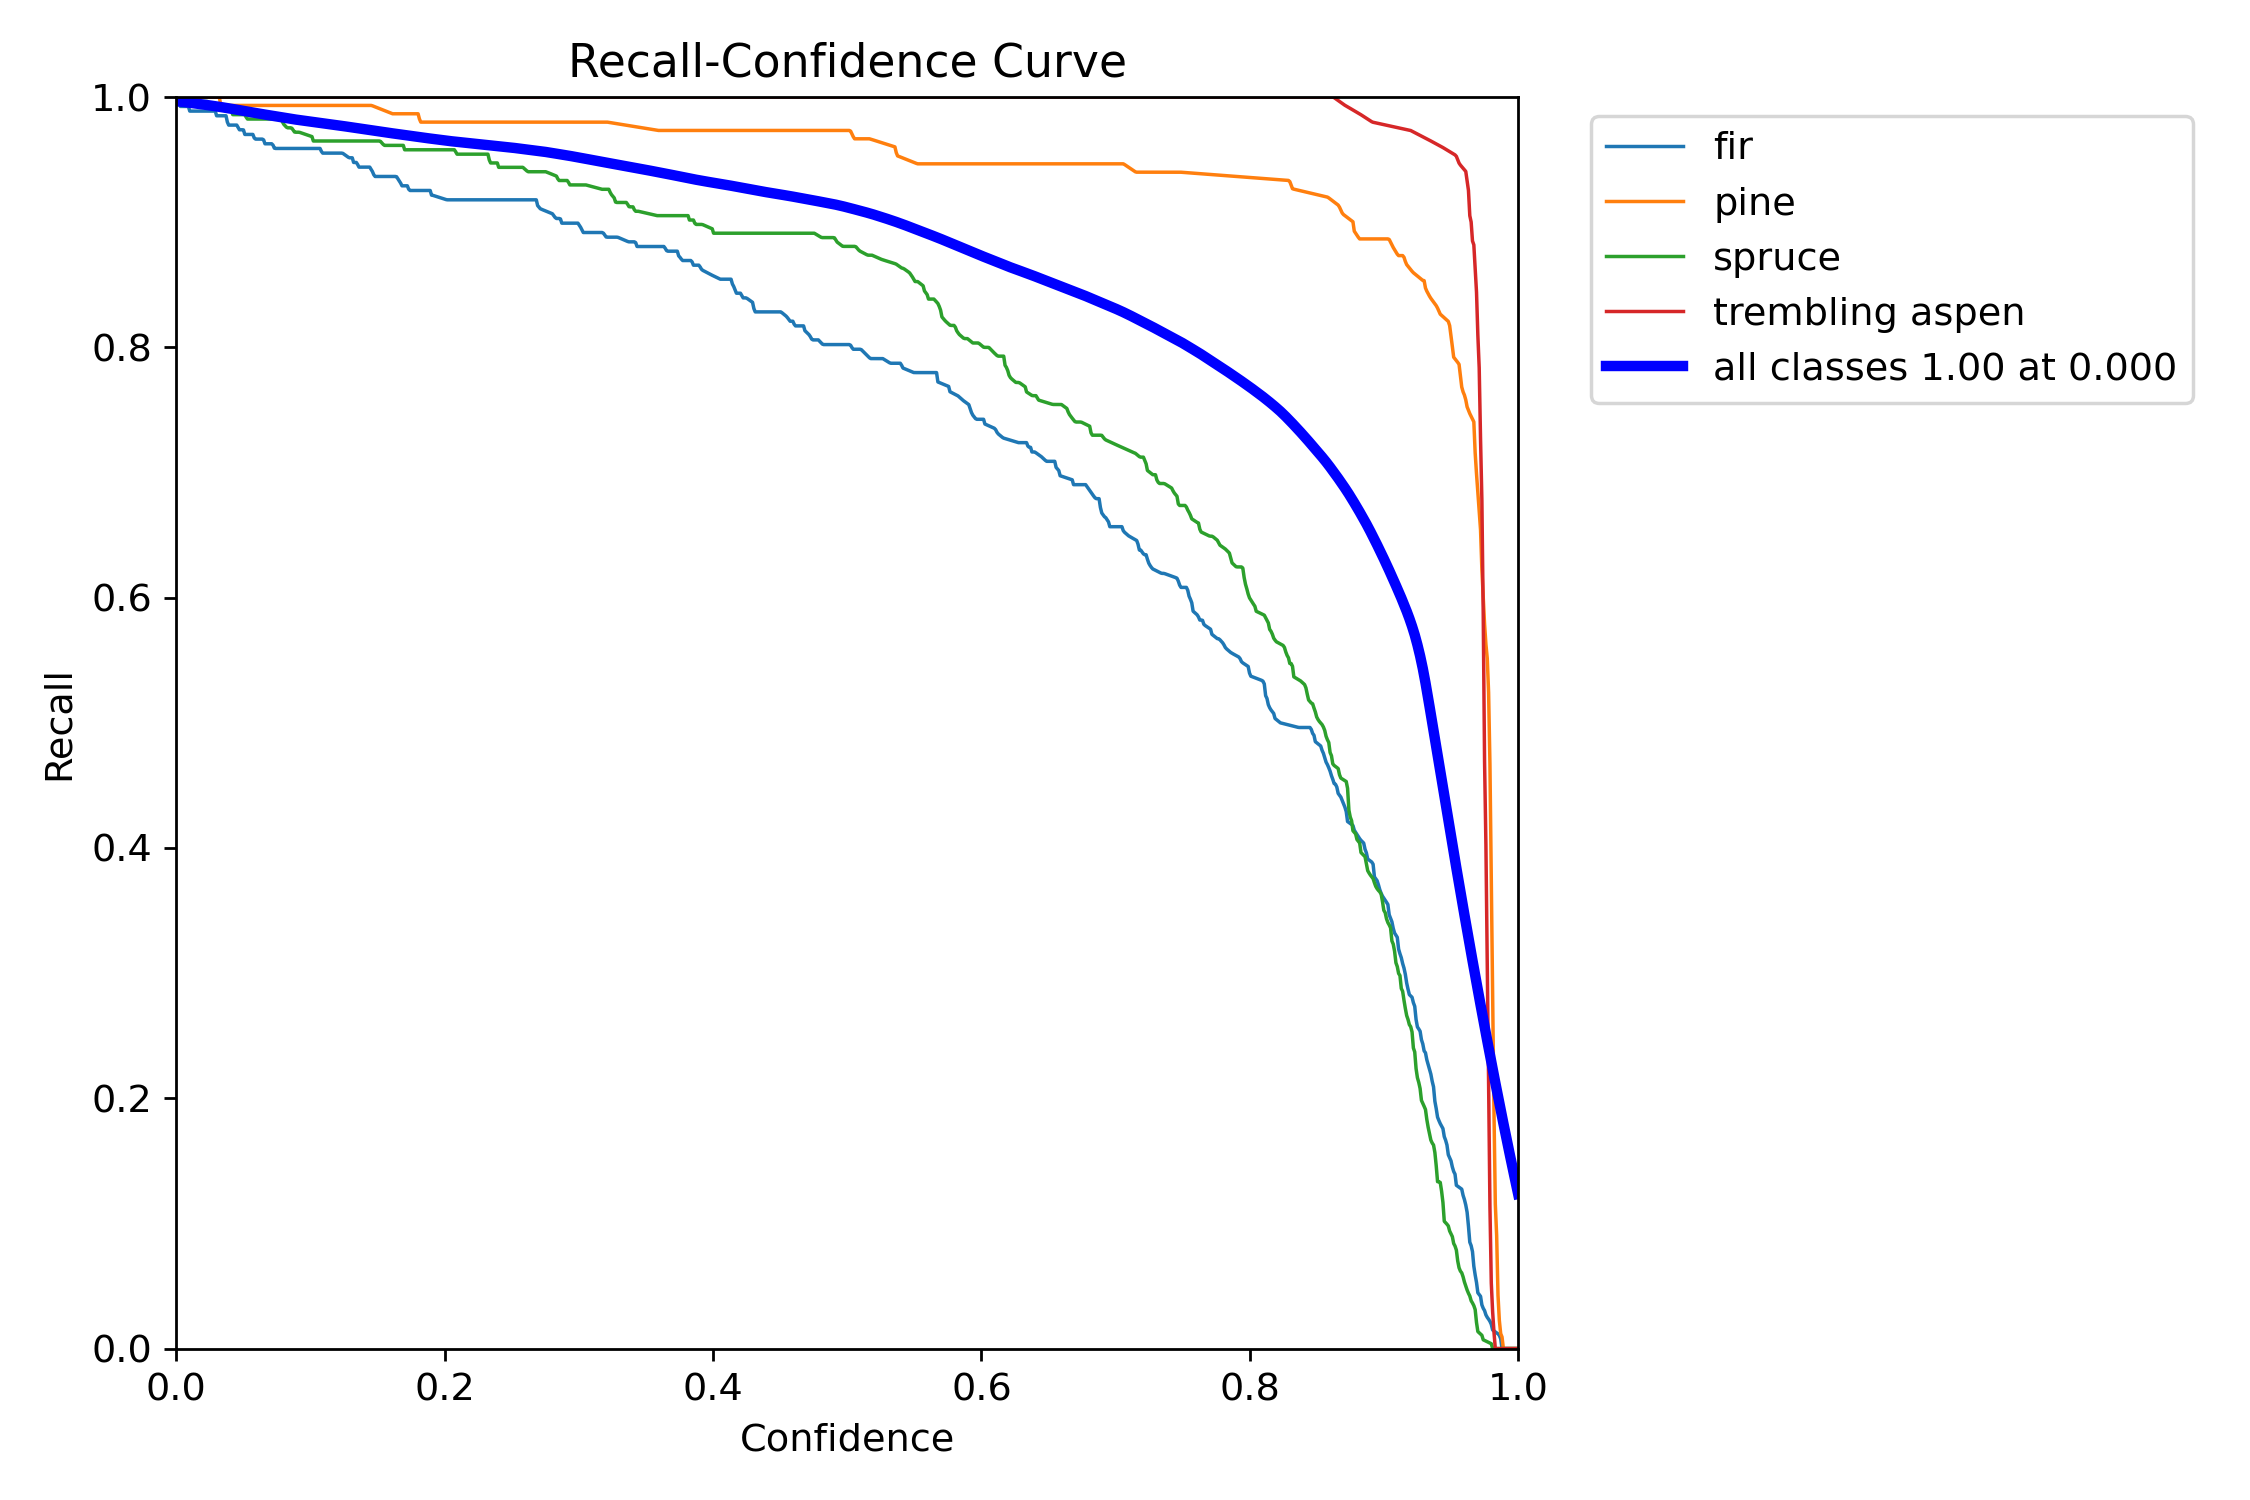 Recall-Confidence Curve
1.0
0.8
0.6
0.4
0.2
0.0
Recall
0.0 0.2 0.4 0.6 0.8 1.0
Confidence
fir
pine
spruce
trembling aspen
all classes 1.00 at 0.000